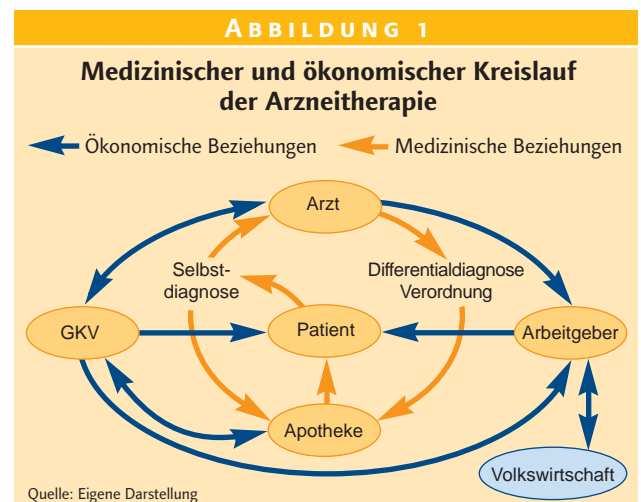 ABBILDUNG 1
Medizinischer und ökonomischer Kreislauf
der Arzneitherapie
Ökonomische Beziehungen
Medizinische Beziehungen
Arzt
Selbst-
diagnose
Differentialdiagnose
Verordnung
GKV
Patient
Arbeitgeber
Apotheke
Volkswirtschaft
Quelle: Eigene Darstellung